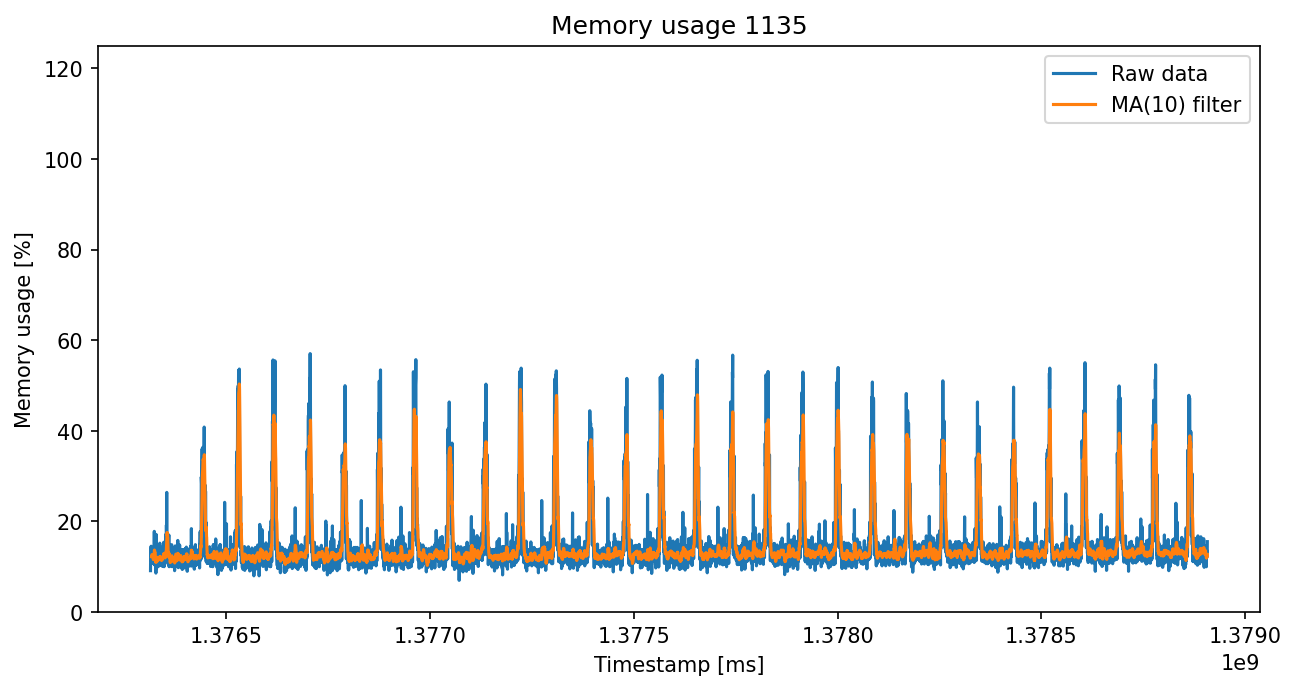 Memory usage 1135
Raw data
MA(10) filter
Memory usage [%]
120
100
80
60
40
20
0
1.3765 1.3770 1.3775 1.3780 1.3785 1.3790
1e9
Timestamp [ms]